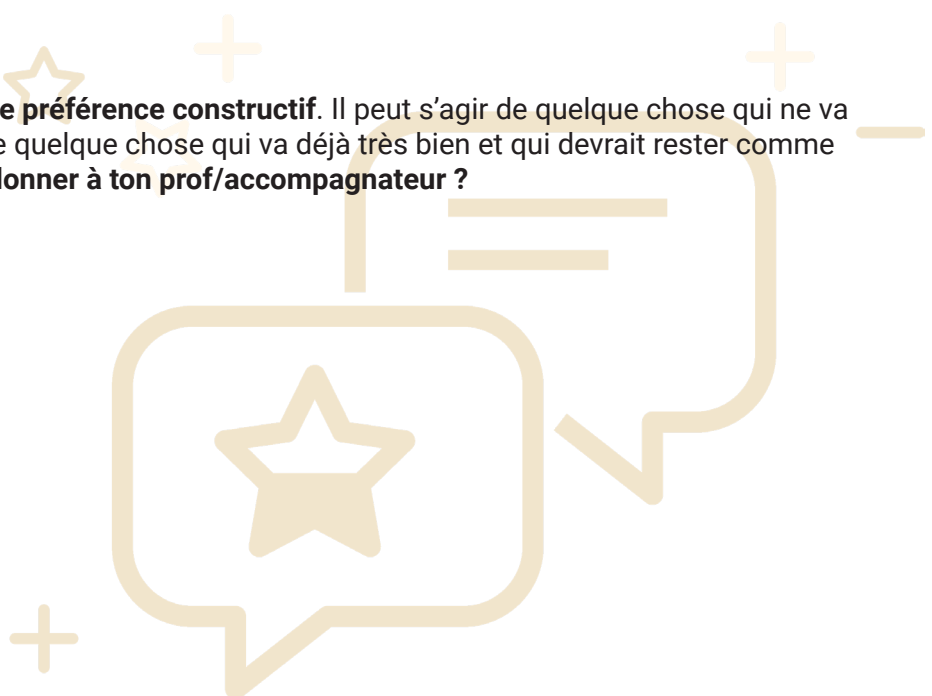 e préférence constructif. Il peut s’agir de quelque chose qui ne va
e quelque chose qui va déjà très bien et qui devrait rester comme
donner à ton prof/accompagnateur ?